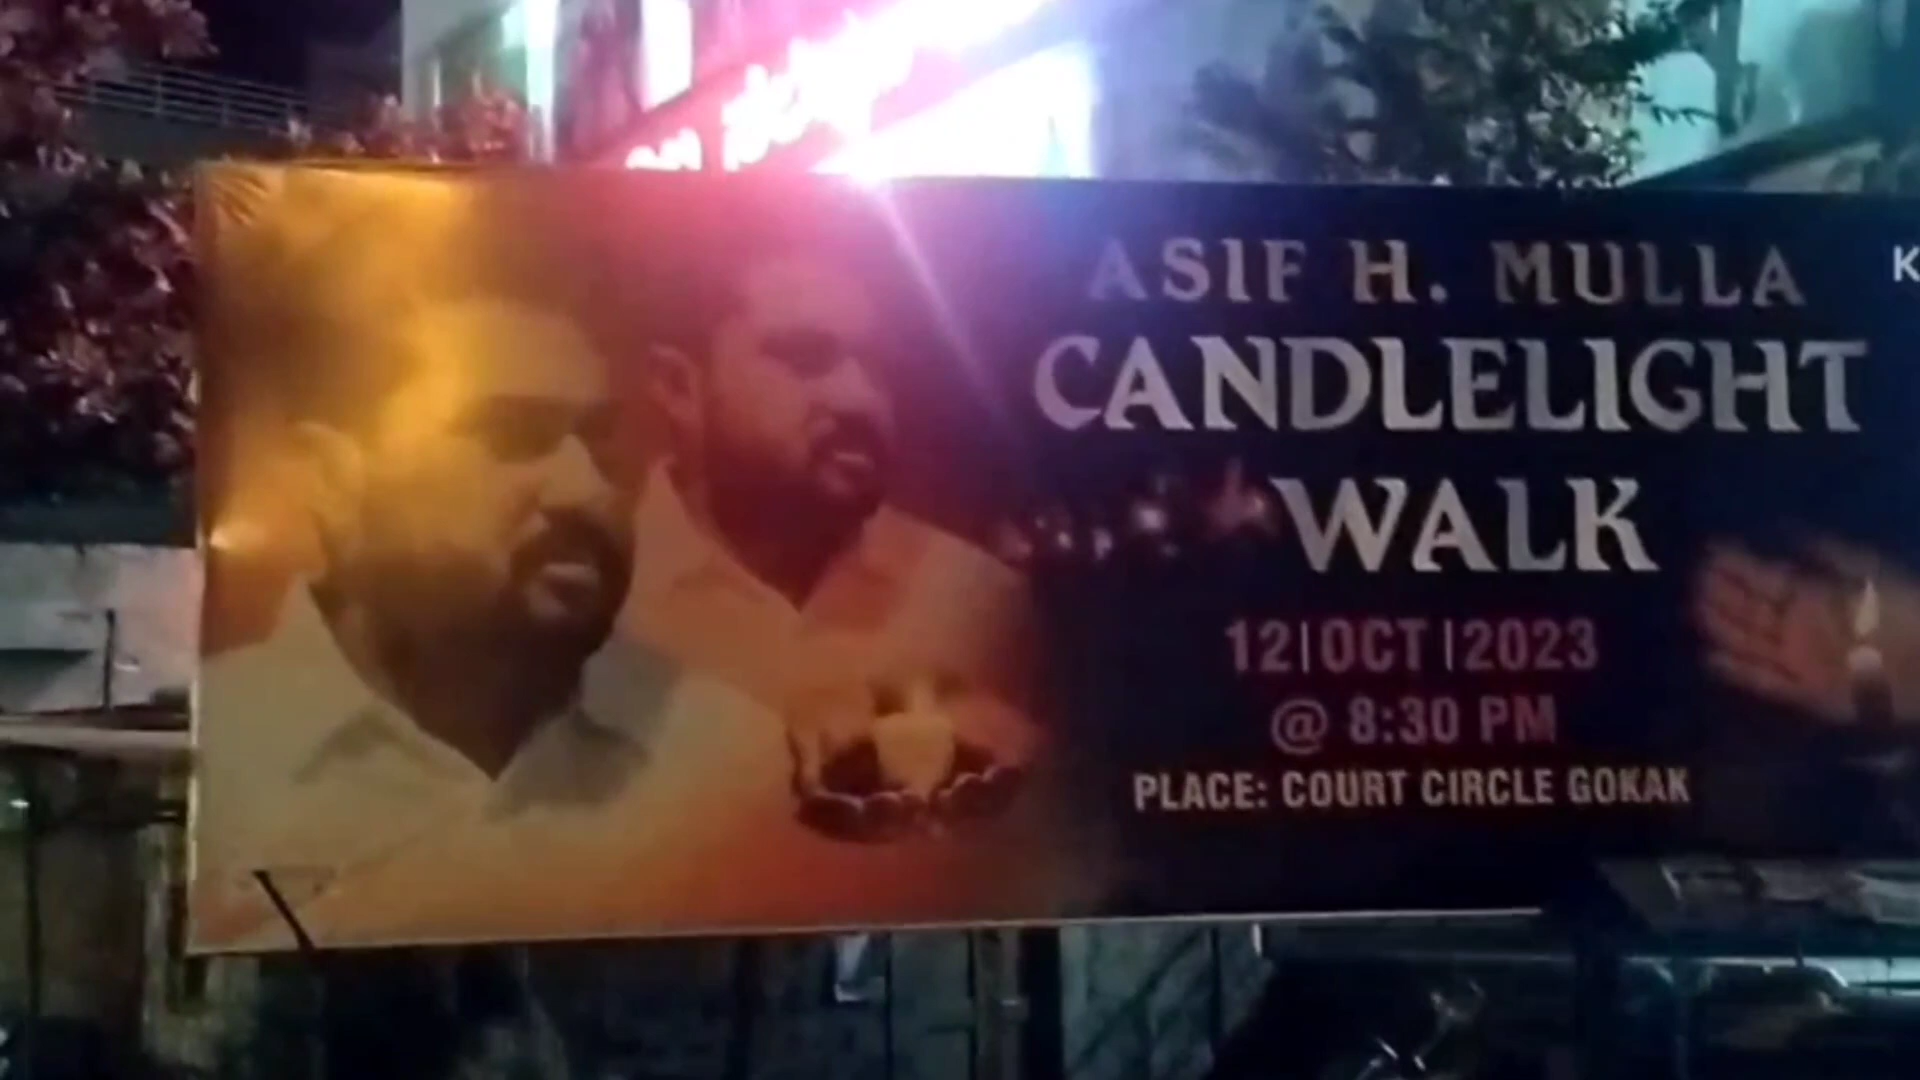 ASIF H. MULLA
CANDLELIGHT
WALK
12|OCT|2023
@ 8:30 PM
PLACE: COURT CIRCLE GOKAK
K